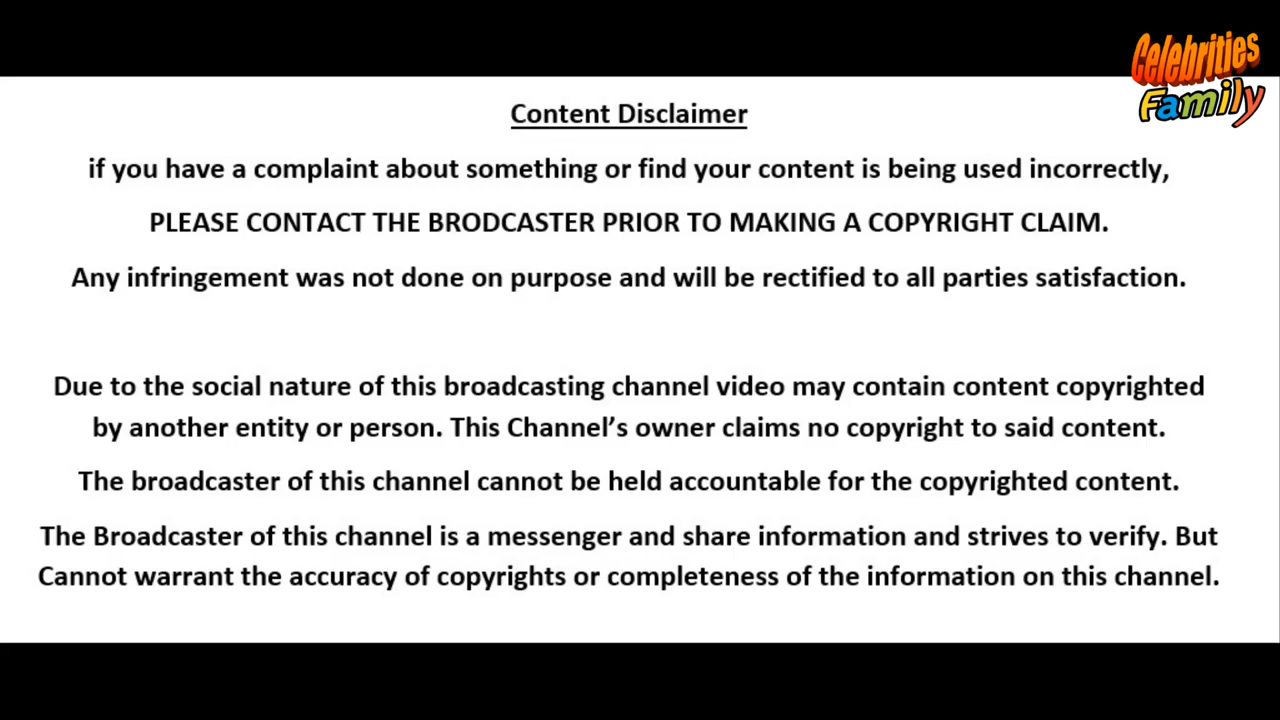 Celebrities
Family
Content Disclaimer
if you have a complaint about something or find your content is being used incorrectly,
PLEASE CONTACT THE BRODCASTER PRIOR TO MAKING A COPYRIGHT CLAIM.
Any infringement was not done on purpose and will be rectified to all parties satisfaction.
Due to the social nature of this broadcasting channel video may contain content copyrighted
by another entity or person. This Channel’s owner claims no copyright to said content.
The broadcaster of this channel cannot be held accountable for the copyrighted content.
The Broadcaster of this channel is a messenger and share information and strives to verify. But
Cannot warrant the accuracy of copyrights or completeness of the information on this channel.